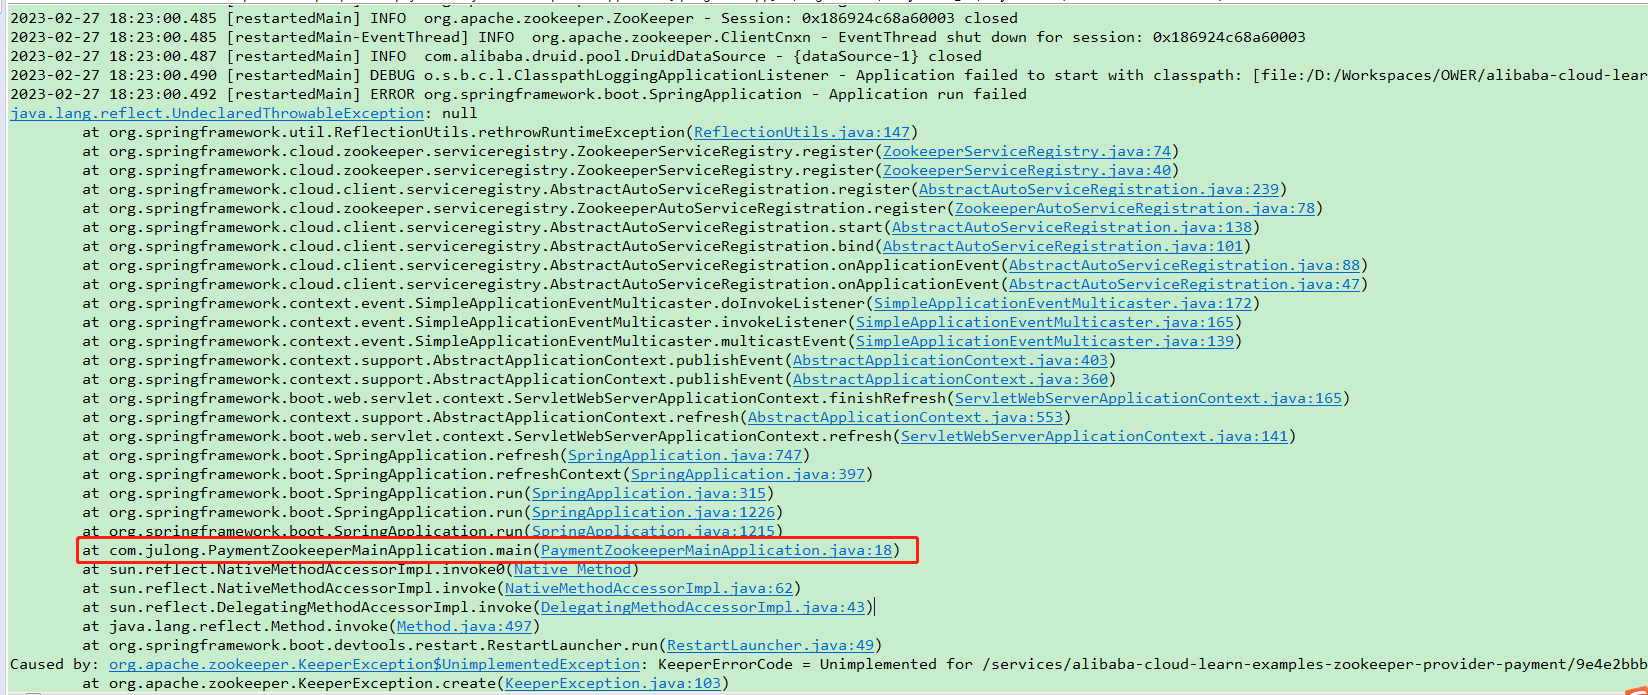 2023-02-27 18:23:00.485 [restartedMain] INFO  org.apache.zookeeper.ZooKeeper - Session: 0x186924c68a60003 closed
2023-02-27 18:23:00.485 [restartedMain-EventThread] INFO  org.apache.zookeeper.ClientCnxn - EventThread shut down for session: 0x186924c68a60003
2023-02-27 18:23:00.487 [restartedMain] INFO  com.alibaba.druid.pool.DruidDataSource - {dataSource-1} closed
2023-02-27 18:23:00.490 [restartedMain] DEBUG o.s.b.c.l.ClasspathLoggingApplicationListener - Application failed to start with classpath: [file:/D:/Workspaces/OWER/alibaba-cloud-lear
2023-02-27 18:23:00.492 [restartedMain] ERROR org.springframework.boot.SpringApplication - Application run failed
java.lang.reflect.UndeclaredThrowableException: null
at org.springframework.util.ReflectionUtils.rethrowRuntimeException(ReflectionUtils.java:147)
at org.springframework.cloud.zookeeper.serviceregistry.ZookeeperServiceRegistry.register(ZookeeperServiceRegistry.java:74)
at org.springframework.cloud.zookeeper.serviceregistry.ZookeeperServiceRegistry.register(ZookeeperServiceRegistry.java:40)
at org.springframework.cloud.client.serviceregistry.AbstractAutoServiceRegistration.register(AbstractAutoServiceRegistration.java:239)
at org.springframework.cloud.zookeeper.serviceregistry.ZookeeperAutoServiceRegistration.register(ZookeeperAutoServiceRegistration.java:78)
at org.springframework.cloud.client.serviceregistry.AbstractAutoServiceRegistration.start(AbstractAutoServiceRegistration.java:138)
at org.springframework.cloud.client.serviceregistry.AbstractAutoServiceRegistration.bind(AbstractAutoServiceRegistration.java:101)
at org.springframework.cloud.client.serviceregistry.AbstractAutoServiceRegistration.onApplicationEvent(AbstractAutoServiceRegistration.java:88)
at org.springframework.cloud.client.serviceregistry.AbstractAutoServiceRegistration.onApplicationEvent(AbstractAutoServiceRegistration.java:47)
at org.springframework.context.event.SimpleApplicationEventMulticaster.doInvokeListener(SimpleApplicationEventMulticaster.java:172)
at org.springframework.context.event.SimpleApplicationEventMulticaster.invokeListener(SimpleApplicationEventMulticaster.java:165)
at org.springframework.context.event.SimpleApplicationEventMulticaster.multicastEvent(SimpleApplicationEventMulticaster.java:139)
at org.springframework.context.support.AbstractApplicationContext.publishEvent(AbstractApplicationContext.java:403)
at org.springframework.context.support.AbstractApplicationContext.publishEvent(AbstractApplicationContext.java:360)
at org.springframework.boot.web.servlet.context.ServletWebServerApplicationContext.finishRefresh(ServletWebServerApplicationContext.java:165)
at org.springframework.context.support.AbstractApplicationContext.refresh(AbstractApplicationContext.java:553)
at org.springframework.boot.web.servlet.context.ServletWebServerApplicationContext.refresh(ServletWebServerApplicationContext.java:141)
at org.springframework.boot.SpringApplication.refresh(SpringApplication.java:747)
at org.springframework.boot.SpringApplication.refreshContext(SpringApplication.java:397)
at org.springframework.boot.SpringApplication.run(SpringApplication.java:315)
at org.springframework.boot.SpringApplication.run(SpringApplication.java:1226)
at org.springframework.boot.SpringApplication.run(SpringApplication.java:1215)
at com.julong.PaymentZookeeperMainApplication.main(PaymentZookeeperMainApplication.java:18)
at sun.reflect.NativeMethodAccessorImpl.invoke0(Native Method)
at sun.reflect.NativeMethodAccessorImpl.invoke(NativeMethodAccessorImpl.java:62)
at sun.reflect.DelegatingMethodAccessorImpl.invoke(DelegatingMethodAccessorImpl.java:43)
at java.lang.reflect.Method.invoke(Method.java:497)
at org.springframework.boot.devtools.restart.RestartLauncher.run(RestartLauncher.java:49)
Caused by: org.apache.zookeeper.KeeperException$UnimplementedException: KeeperErrorCode = Unimplemented for /services/alibaba-cloud-learn-examples-zookeeper-provider-payment/9e4e2bbb
at org.apache.zookeeper.KeeperException.create(KeeperException.java:103)